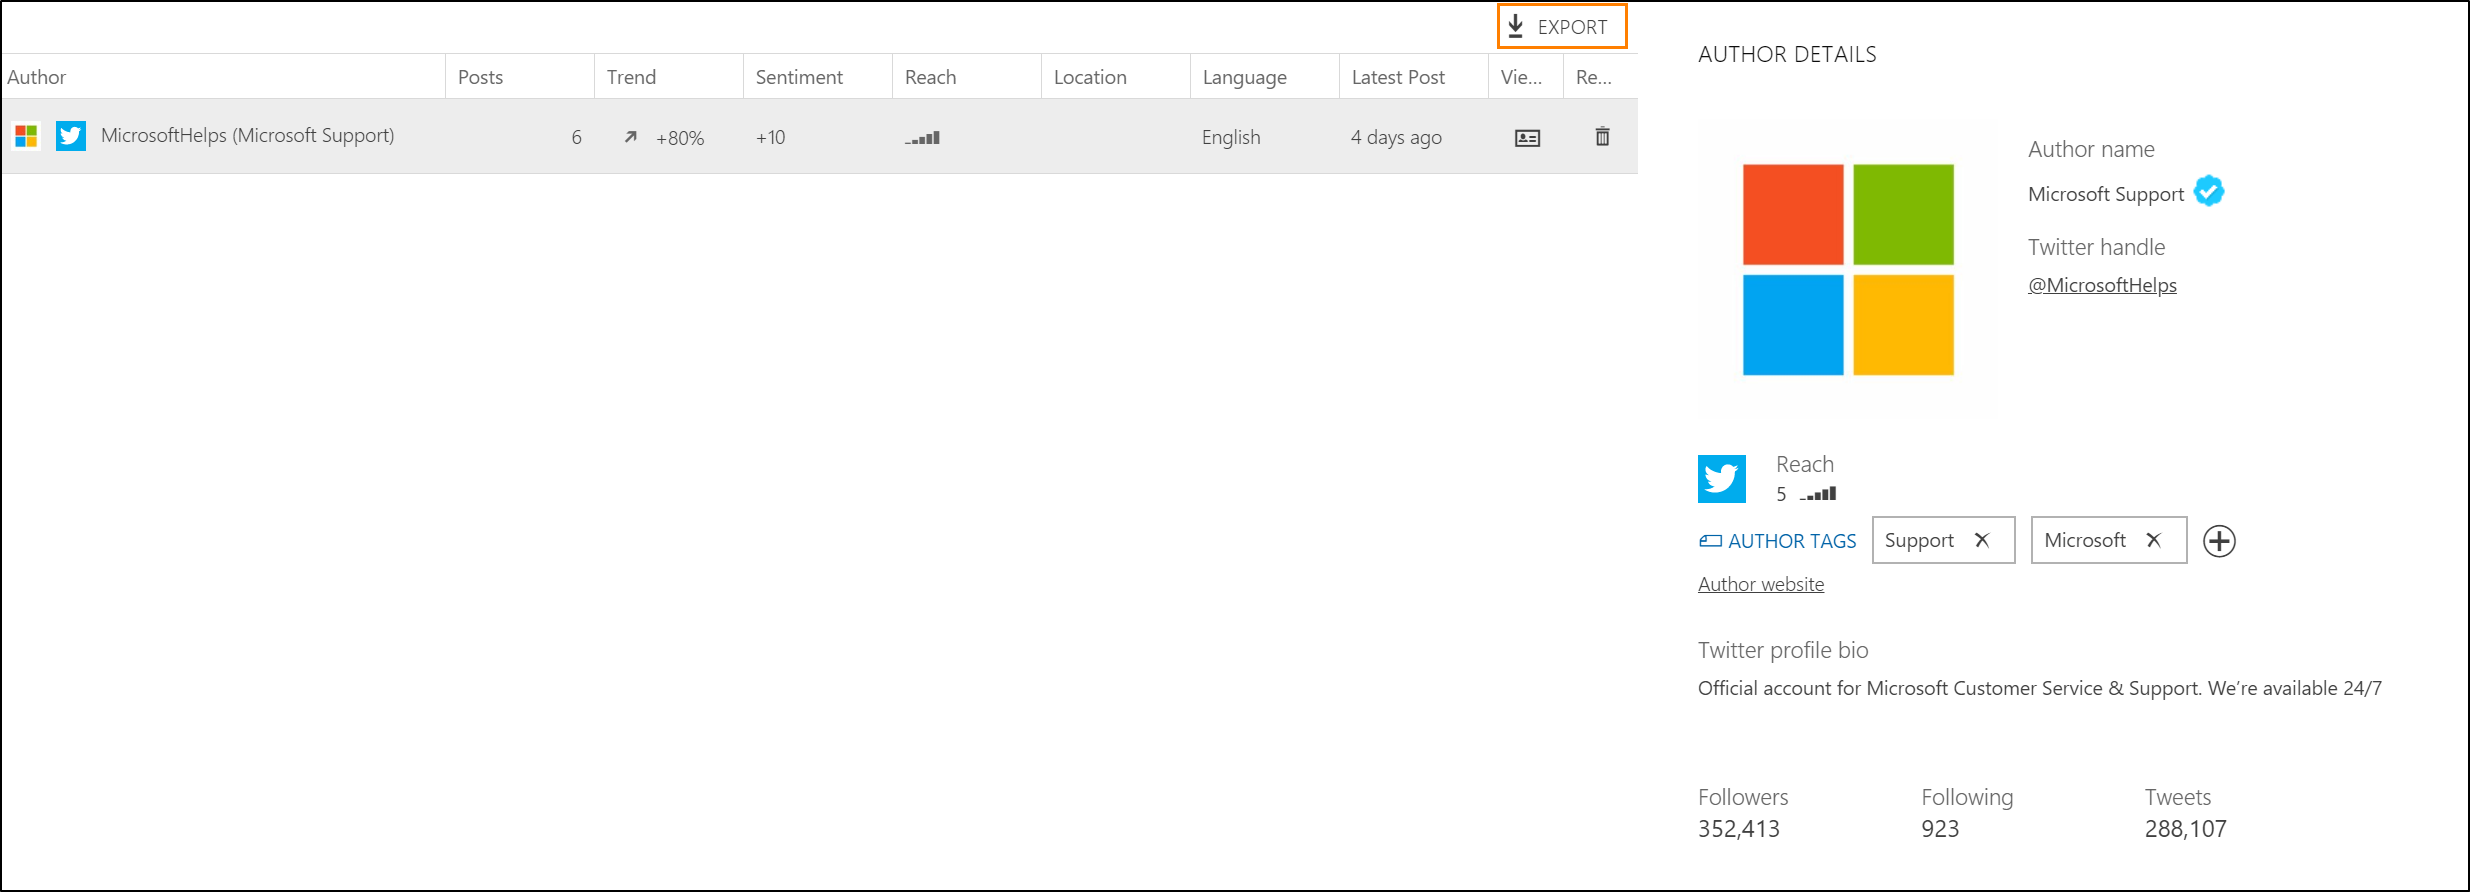 EXPORT
Author Posts Trend Sentiment Reach Location Language Latest Post Vie... Re...
MicrosoftHelps (Microsoft Support) 6 +80% +10 English 4 days ago
AUTHOR DETAILS
Author name
Microsoft Support
Twitter handle
@MicrosoftHelps
Reach
5
AUTHOR TAGS Support Microsoft
Author website
Twitter profile bio
Official account for Microsoft Customer Service & Support. We're available 24/7
Followers Following Tweets
352,413 923 288,107